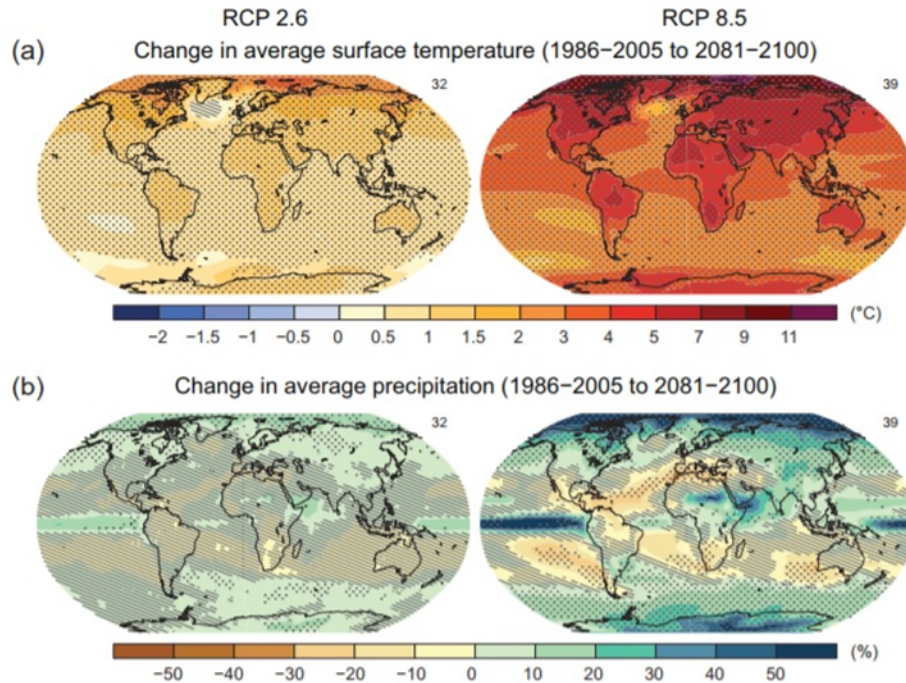 RCP 2.6 RCP 8.5
(a) Change in average surface temperature (1986−2005 to 2081−2100)
32 39
−2 −1.5 −1 −0.5 0 0.5 1 1.5 2 3 4 5 7 9 11 (°C)
(b) Change in average precipitation (1986−2005 to 2081−2100)
32 39
−50 −40 −30 −20 −10 0 10 20 30 40 50 (%)